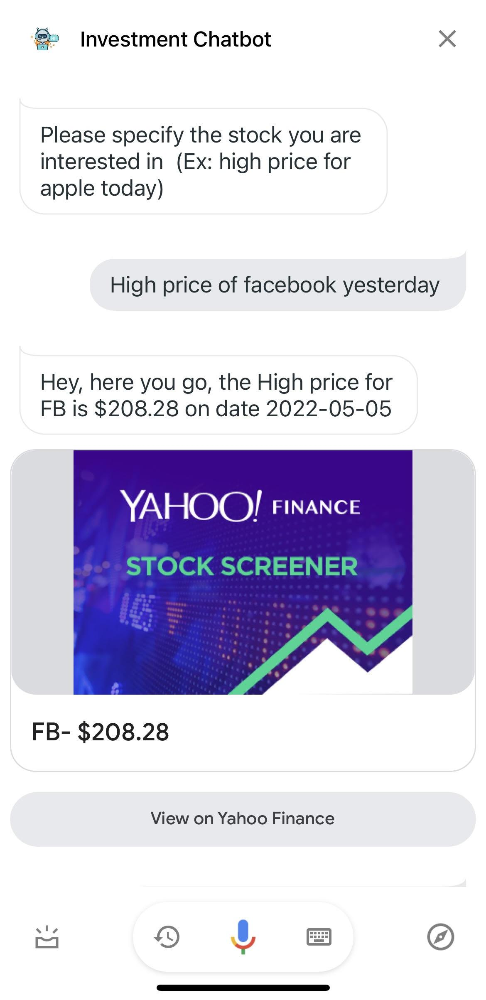 HI!
Investment Chatbot
Please specify the stock you are
interested in  (Ex: high price for
apple today)
High price of facebook yesterday
Hey, here you go, the High price for
FB is $208.28 on date 2022-05-05
YAHOO! FINANCE
STOCK SCREENER
FB- $208.28
View on Yahoo Finance